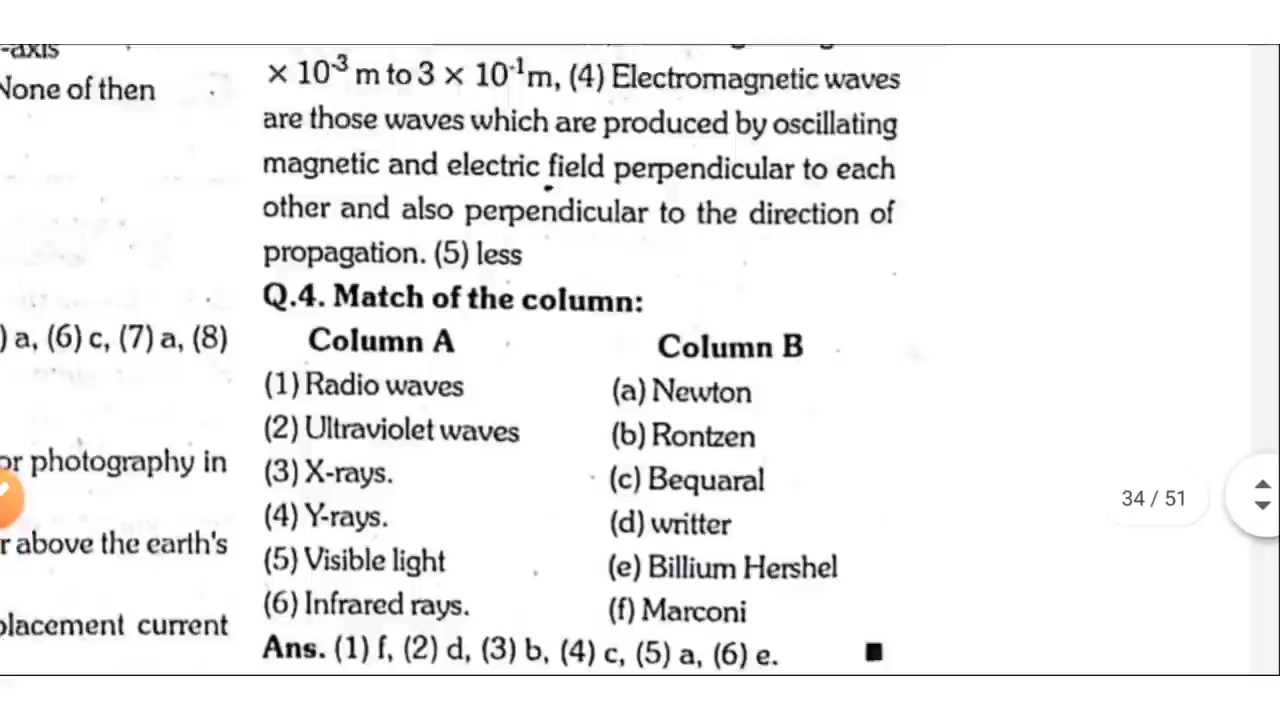 -axis
None of then
) a, (6) c, (7) a, (8)
or photography in
r above the earth's
placement current
× 10⁻³ m to 3 × 10⁻¹m, (4) Electromagnetic waves
are those waves which are produced by oscillating
magnetic and electric field perpendicular to each
other and also perpendicular to the direction of
propagation. (5) less
Q.4. Match of the column:
Column A Column B
(1) Radio waves (a) Newton
(2) Ultraviolet waves (b) Rontzen
(3) X-rays. (c) Bequaral
(4) Y-rays. (d) writter
(5) Visible light (e) Billium Hershel
(6) Infrared rays. (f) Marconi
Ans. (1) f, (2) d, (3) b, (4) c, (5) a, (6) e.
34 / 51